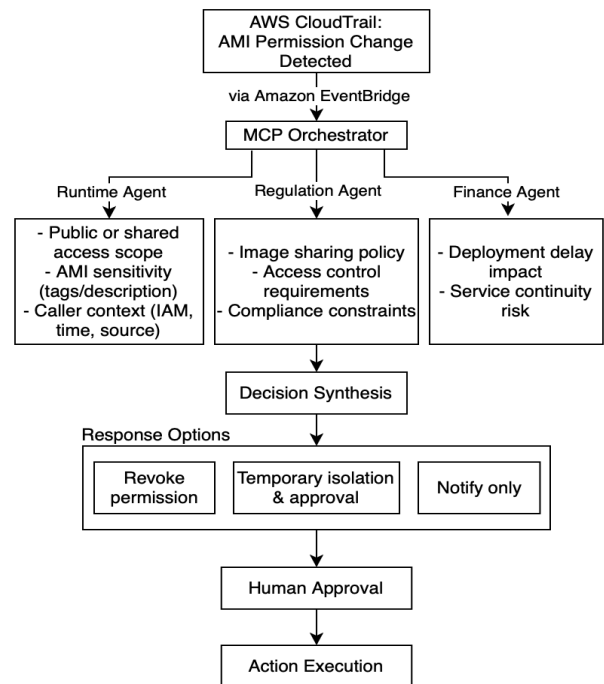 AWS CloudTrail:
AMI Permission Change
Detected
via Amazon EventBridge
MCP Orchestrator
Runtime Agent
Regulation Agent
Finance Agent
- Public or shared
access scope
- AMI sensitivity
(tags/description)
- Caller context (IAM,
time, source)
- Image sharing policy
- Access control
requirements
- Compliance constraints
- Deployment delay
impact
- Service continuity
risk
Decision Synthesis
Response Options
Revoke
permission
Temporary isolation
& approval
Notify only
Human Approval
Action Execution